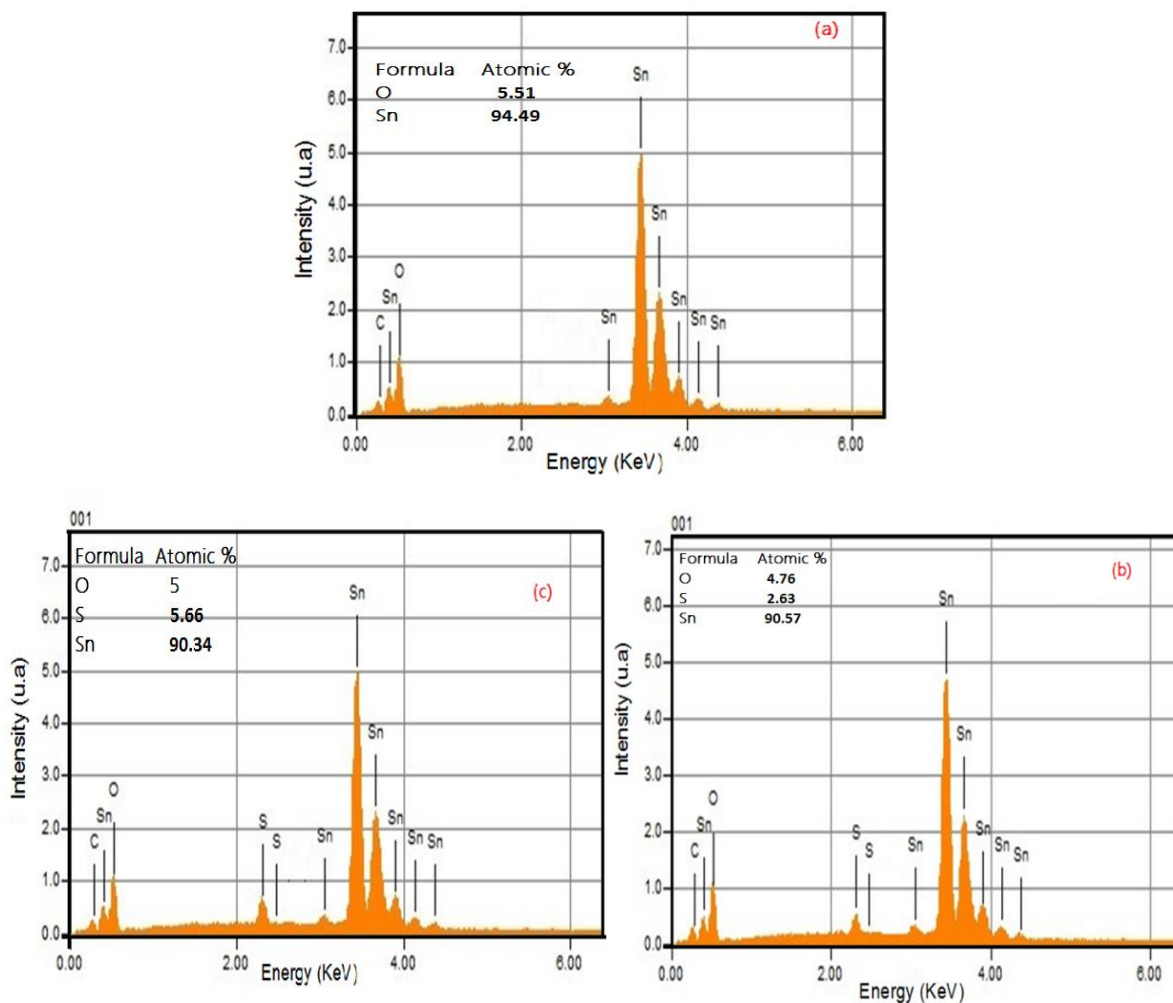 (a)
7.0
6.0
5.0
4.0
3.0
2.0
1.0
0.0
Intensity (u.a)
Formula Atomic %
O 5.51
Sn 94.49
C
Sn
O
Sn
Sn
Sn
Sn
Sn
Sn
0.00 2.00 4.00 6.00
Energy (KeV)
001
(c)
7.0
6.0
5.0
4.0
3.0
2.0
1.0
0.0
Intensity (u.a)
Formula Atomic %
O 5
S 5.66
Sn 90.34
C
Sn
O
S
S
Sn
Sn
Sn
Sn
Sn
Sn
0.00 2.00 4.00 6.00
Energy (KeV)
001
(b)
7.0
6.0
5.0
4.0
3.0
2.0
1.0
0.0
Intensity (u.a)
Formula Atomic %
O 4.76
S 2.63
Sn 90.57
C
Sn
O
S
S
Sn
Sn
Sn
Sn
Sn
Sn
0.00 2.00 4.00 6.00
Energy (KeV)